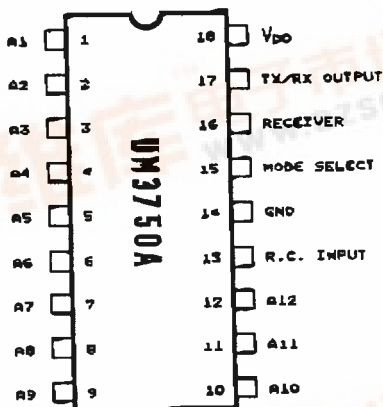 A1 1 18 VDD
A2 2 17 TX/RX OUTPUT
A3 3 16 RECEIVER
A4 4 15 MODE SELECT
A5 5 14 GND
A6 6 13 R.C. INPUT
A7 7 12 A12
A8 8 11 A11
A9 9 10 A10
UM3750A